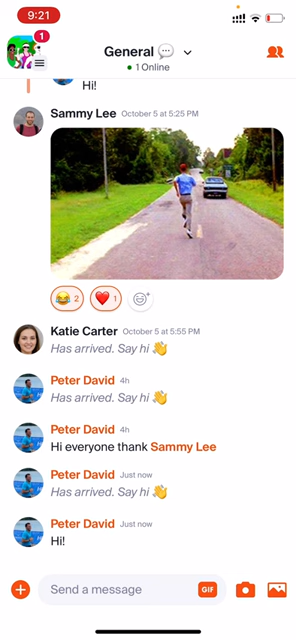 9:21
1
General 💬
1 Online
Hi!
Sammy Lee October 5 at 5:25 PM
😂 2 ❤️ 1
Katie Carter October 5 at 5:55 PM
Has arrived. Say hi 👋
Peter David 4h
Has arrived. Say hi 👋
Peter David 4h
Hi everyone thank Sammy Lee
Peter David Just now
Has arrived. Say hi 👋
Peter David Just now
Hi!
Send a message GIF